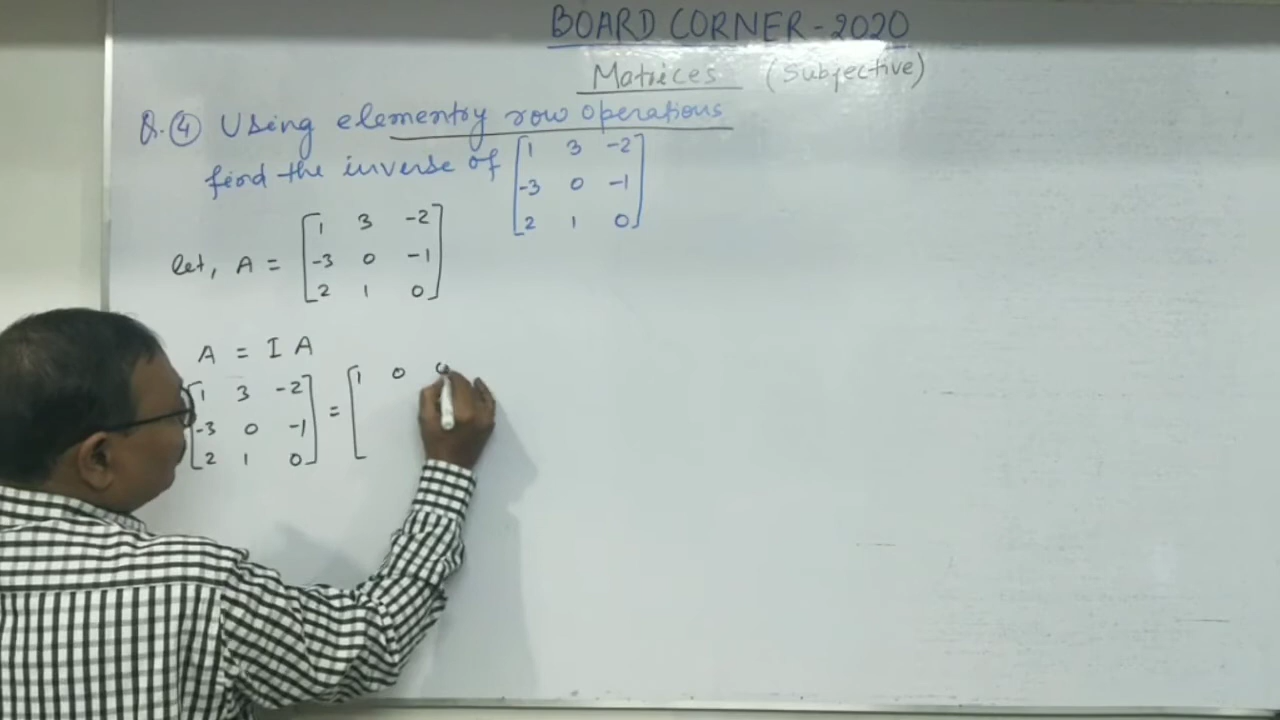 BOARD CORNER - 2020
Matrices (Subjective)
Q. ④ Using elementry row operations
find the inverse of [1 3 -2
-3 0 -1
2 1 0]
let, A = [1 3 -2
-3 0 -1
2 1 0]
A = I A
[1 3 -2
-3 0 -1
2 1 0] = [1 0 0